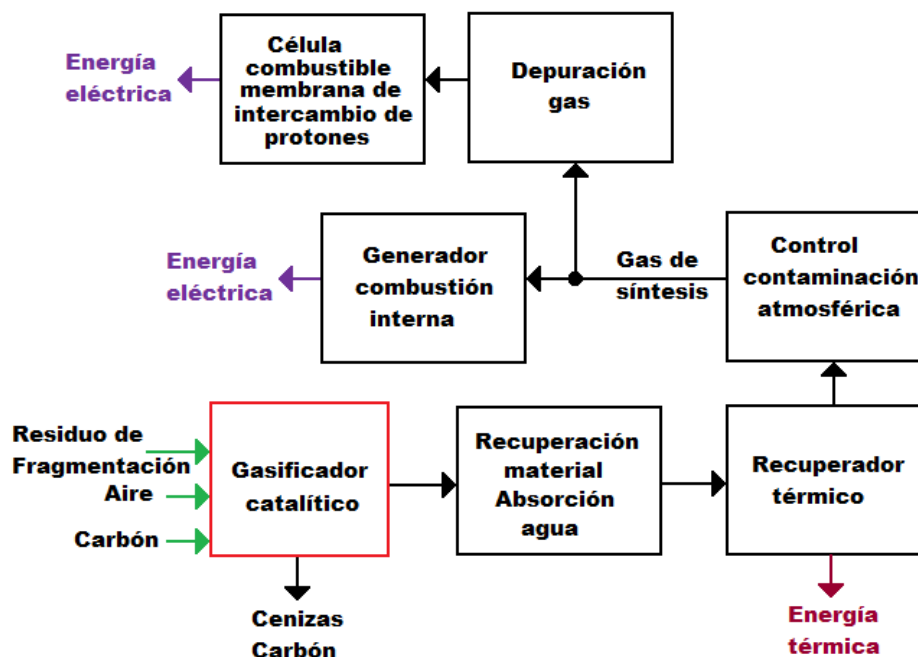 Célula
combustible
membrana de
intercambio de
protones
Energía
eléctrica
Depuración
gas
Energía
eléctrica
Generador
combustión
interna
Gas de
síntesis
Control
contaminación
atmosférica
Residuo de
Fragmentación
Aire
Carbón
Gasificador
catalítico
Recuperación
material
Absorción
agua
Recuperador
térmico
Cenizas
Carbón
Energía
térmica